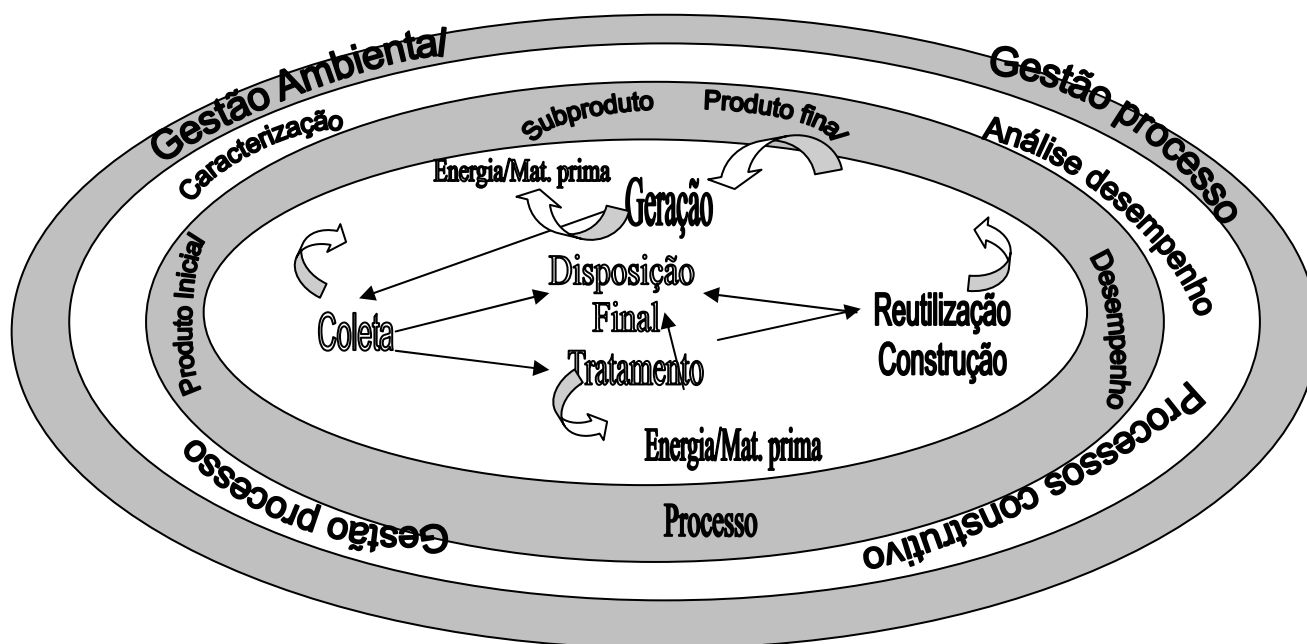 Gestão Ambiental
Gestão processo
Caracterização
Análise desempenho
Subproduto
Produto final
Energia/Mat. prima
Geração
Produto Inicial
Desempenho
Disposição
Final
Coleta
Reutilização
Construção
Tratamento
Energia/Mat. prima
Processo
Gestão processo
Processos construtivo